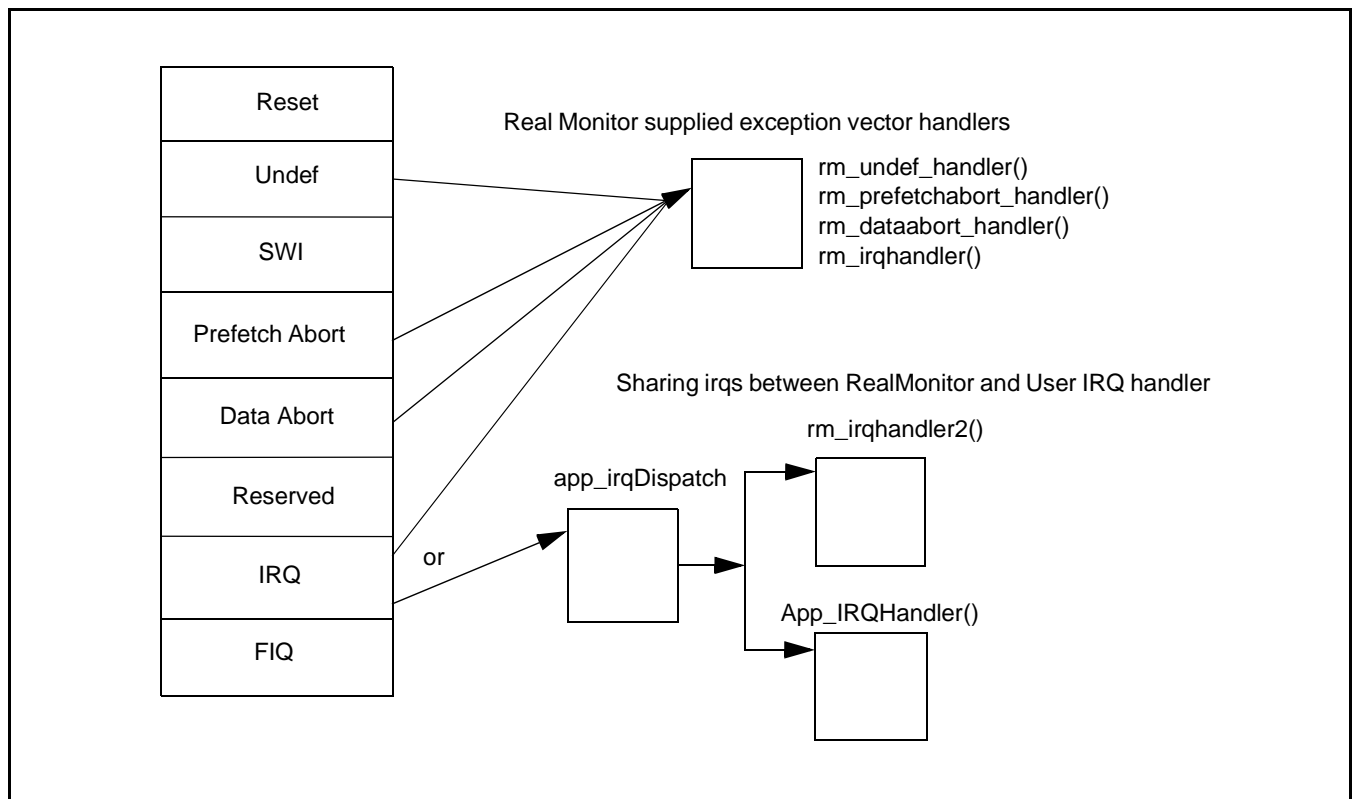 Reset
Undef
SWI
Prefetch Abort
Data Abort
Reserved
IRQ
FIQ
Real Monitor supplied exception vector handlers
rm_undef_handler()
rm_prefetchabort_handler()
rm_dataabort_handler()
rm_irqhandler()
Sharing irqs between RealMonitor and User IRQ handler
rm_irqhandler2()
app_irqDispatch
or
App_IRQHandler()